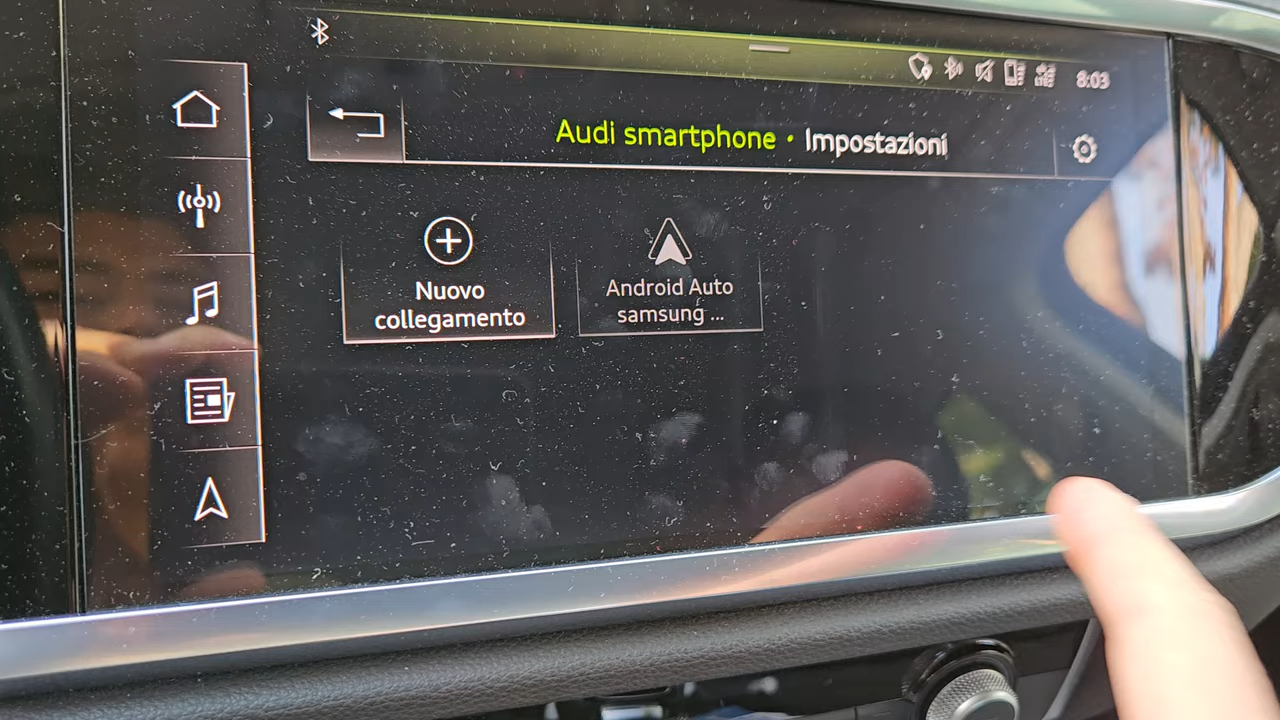 8:03
Audi smartphone • Impostazioni
Nuovo
collegamento
Android Auto
samsung ...